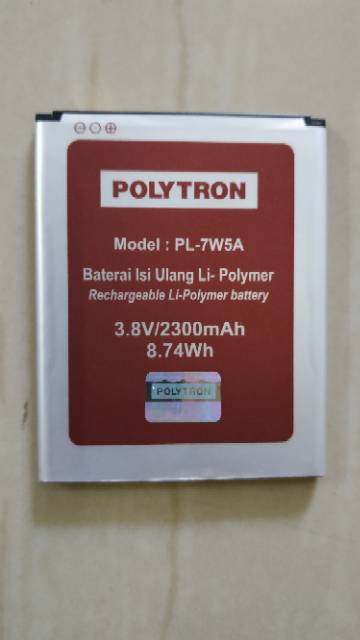 POLYTRON
Model : PL-7W5A
Baterai Isi Ulang Li- Polymer
Rechargeable Li-Polymer battery
3.8V/2300mAh
8.74Wh
POLYTRON